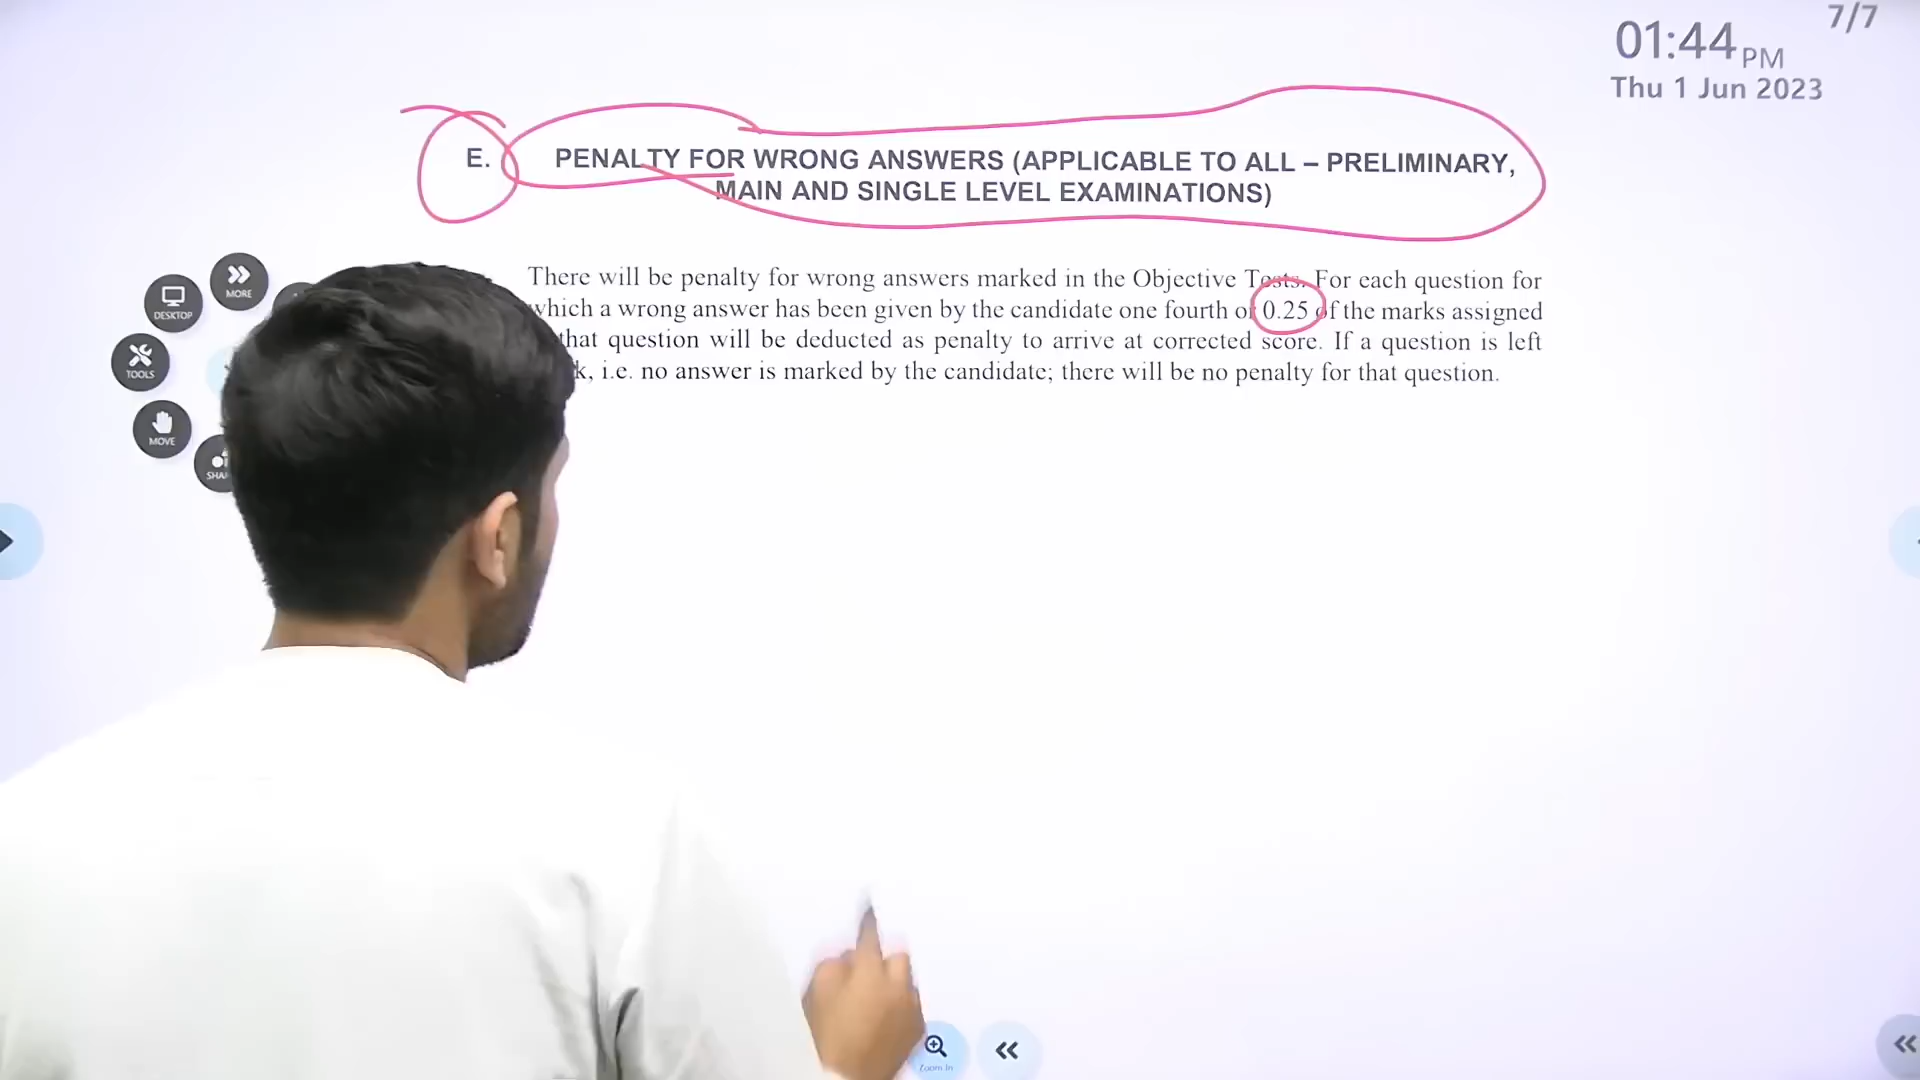 7/7
01:44 PM
Thu 1 Jun 2023
E. PENALTY FOR WRONG ANSWERS (APPLICABLE TO ALL – PRELIMINARY,
MAIN AND SINGLE LEVEL EXAMINATIONS)
There will be penalty for wrong answers marked in the Objective Tests. For each question for
which a wrong answer has been given by the candidate one fourth or 0.25 of the marks assigned
that question will be deducted as penalty to arrive at corrected score. If a question is left
i.e. no answer is marked by the candidate; there will be no penalty for that question.
MORE
DESKTOP
TOOLS
MOVE
Zoom In